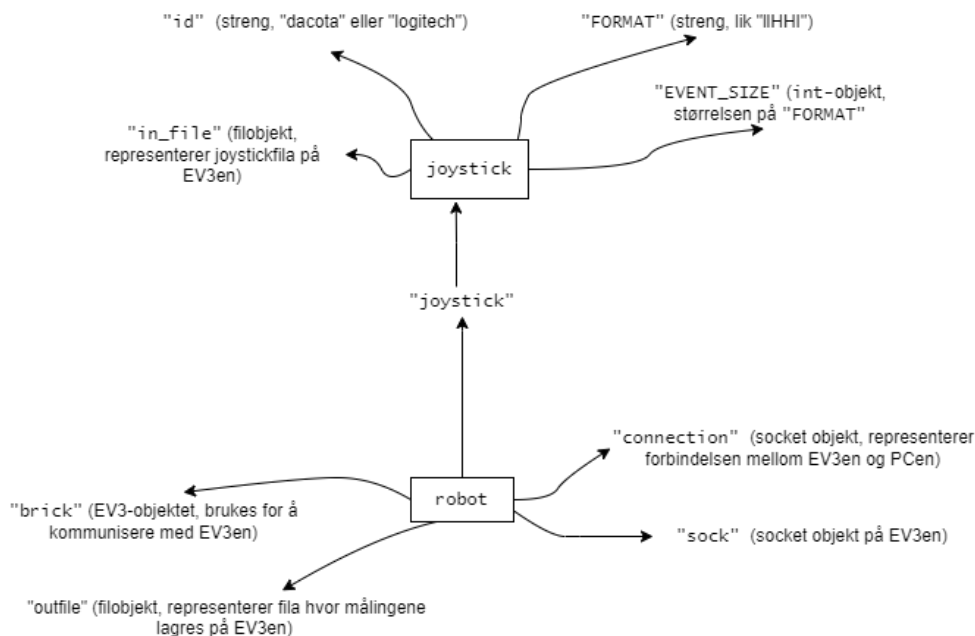 "id" (streng, "dacota" eller "logitech")
"FORMAT" (streng, lik "llHHI")
"EVENT_SIZE" (int-objekt,
størrelsen på "FORMAT"
"in_file" (filobjekt,
representerer joystickfila på
EV3en)
joystick
"joystick"
"connection" (socket objekt, representerer
forbindelsen mellom EV3en og PCen)
robot
"brick" (EV3-objektet, brukes for å
kommunisere med EV3en)
"sock" (socket objekt på EV3en)
"outfile" (filobjekt, representerer fila hvor målingene
lagres på EV3en)